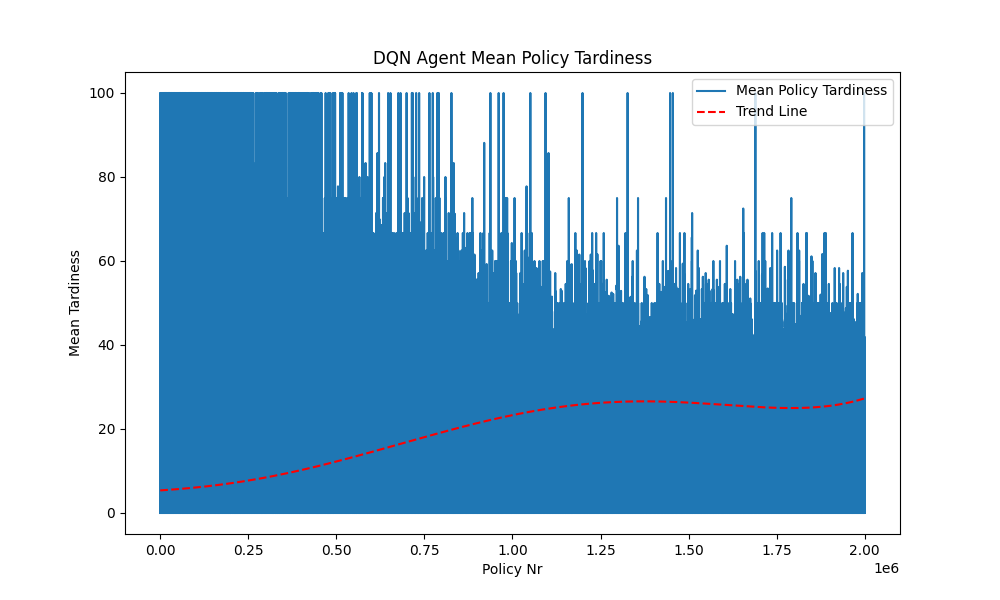 DQN Agent Mean Policy Tardiness
Mean Policy Tardiness
Trend Line
Mean Tardiness
100
80
60
40
20
0
0.00 0.25 0.50 0.75 1.00 1.25 1.50 1.75 2.00
1e6
Policy Nr